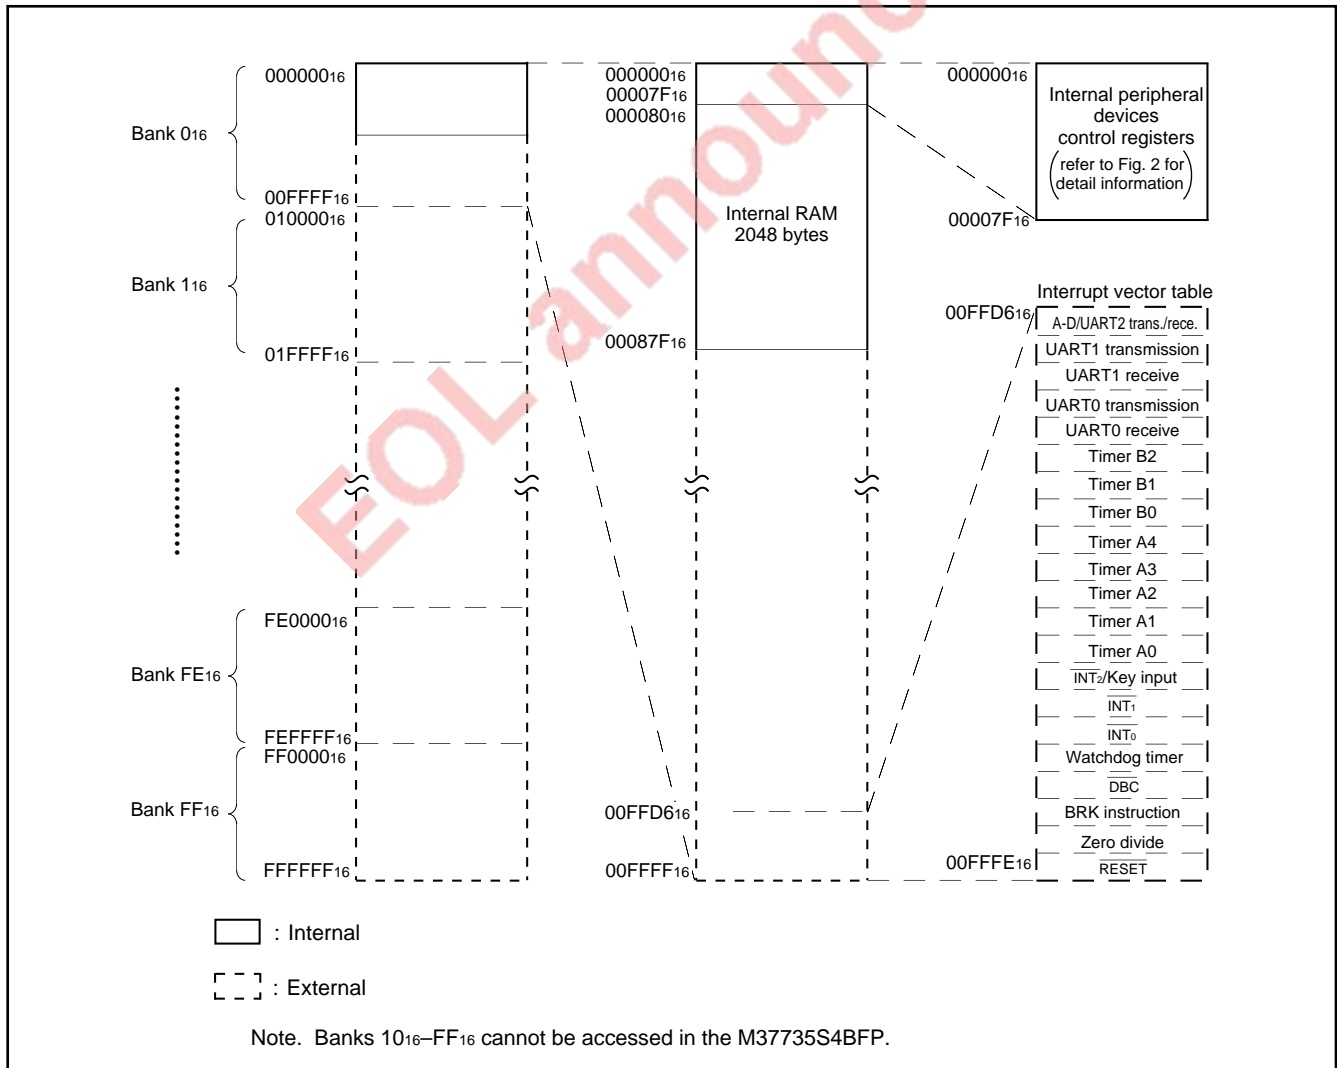 EOL announc
Bank 016
00000016
00FFFF16
Bank 116
01000016
01FFFF16
Bank FE16
FE000016
FEFFFF16
Bank FF16
FF000016
FFFFFF16
00000016
00007F16
00008016
Internal RAM
2048 bytes
00087F16
00FFD616
00FFFF16
00000016
Internal peripheral
devices
control registers
(refer to Fig. 2 for
detail information)
00007F16
Interrupt vector table
00FFD616
A-D/UART2 trans./rece.
UART1 transmission
UART1 receive
UART0 transmission
UART0 receive
Timer B2
Timer B1
Timer B0
Timer A4
Timer A3
Timer A2
Timer A1
Timer A0
INT2/Key input
INT1
INT0
Watchdog timer
DBC
BRK instruction
Zero divide
00FFFE16
RESET
: Internal
: External
Note. Banks 1016–FF16 cannot be accessed in the M37735S4BFP.